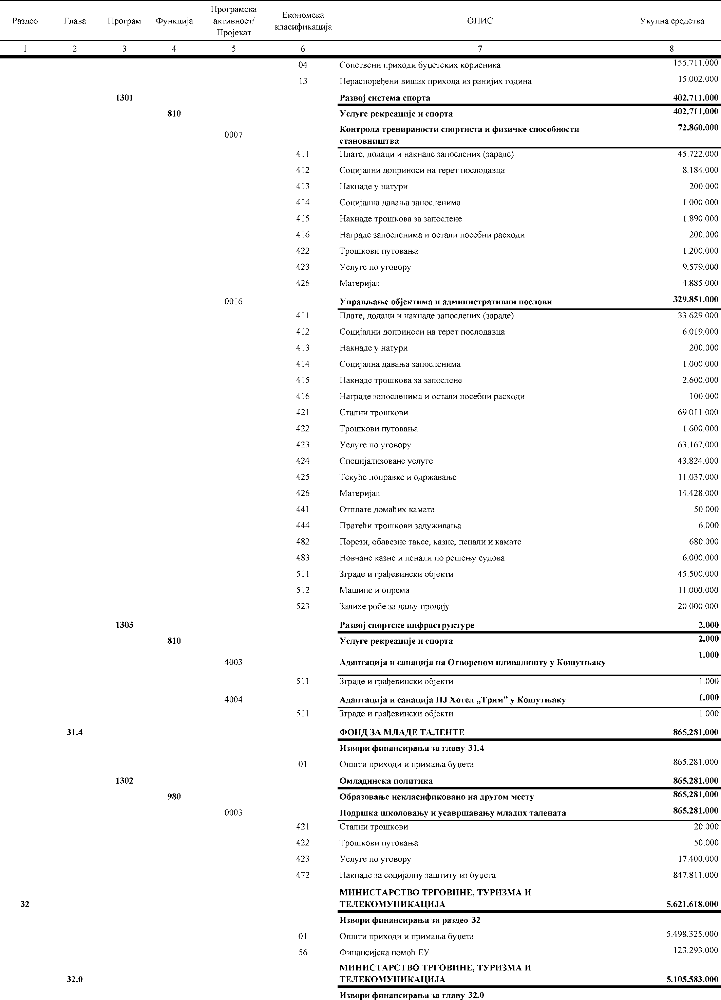 Раздео Глава Програм Функција Програмска активност/ Пројекат Економска класификација ОПИС Укупна средства
1 2 3 4 5 6 7 8
04 Сопствени приходи буџетских корисника 155.711.000
13 Нераспоређени вишак прихода из ранијих година 15.002.000
1301 Развој система спорта 402.711.000
810 Услуге рекреације и спорта 402.711.000
0007 Контрола тренираности спортиста и физичке способности 72.860.000
становништва
411 Плате, додаци и накнаде запослених (зараде) 45.722.000
412 Социјални доприноси на терет послодавца 8.184.000
413 Накнаде у натури 200.000
414 Социјална давања запосленима 1.000.000
415 Накнаде трошкова за запослене 1.890.000
416 Награде запосленима и остали посебни расходи 200.000
422 Трошкови путовања 1.200.000
423 Услуге по уговору 9.579.000
426 Материјал 4.885.000
0016 Управљање објектима и административни послови 329.851.000
411 Плате, додаци и накнаде запослених (зараде) 33.629.000
412 Социјални доприноси на терет послодавца 6.019.000
413 Накнаде у натури 200.000
414 Социјална давања запосленима 1.000.000
415 Накнаде трошкова за запослене 2.600.000
416 Награде запосленима и остали посебни расходи 100.000
421 Стални трошкови 69.011.000
422 Трошкови путовања 1.600.000
423 Услуге по уговору 63.167.000
424 Специјализоване услуге 43.824.000
425 Текуће поправке и одржавање 11.037.000
426 Материјал 14.428.000
441 Отплате домаћих камата 50.000
444 Пратећи трошкови задуживања 6.000
482 Порези, обавезне таксе, казне, пенали и камате 680.000
483 Новчане казне и пенали по решењу судова 6.000.000
511 Зграде и грађевински објекти 45.500.000
512 Машине и опрема 11.000.000
523 Залихе робе за даљу продају 20.000.000
1303 Развој спортске инфраструктуре 2.000
810 Услуге рекреације и спорта 2.000
4003 Адаптација и санација на Отвореном пливалишту у Кошутњаку 1.000
511 Зграде и грађевински објекти 1.000
4004 Адаптација и санација ПЈ Хотел „Трим” у Кошутњаку 1.000
511 Зграде и грађевински објекти 1.000
31.4 ФОНД ЗА МЛАДЕ ТАЛЕНТЕ 865.281.000
Извори финансирања за главу 31.4
01 Општи приходи и примања буџета 865.281.000
1302 Омладинска политика 865.281.000
980 Образовање некласификовано на другом месту 865.281.000
0003 Подршка школовању и усавршавању младих талената 865.281.000
421 Стални трошкови 20.000
422 Трошкови путовања 50.000
423 Услуге по уговору 17.400.000
472 Накнаде за социјалну заштиту из буџета 847.811.000
МИНИСТАРСТВО ТРГОВИНЕ, ТУРИЗМА И
32 ТЕЛЕКОМУНИКАЦИЈА 5.621.618.000
Извори финансирања за раздео 32
01 Општи приходи и примања буџета 5.498.325.000
56 Финансијска помоћ ЕУ 123.293.000
МИНИСТАРСТВО ТРГОВИНЕ, ТУРИЗМА И
32.0 ТЕЛЕКОМУНИКАЦИЈА 5.105.583.000
Извори финансирања за главу 32.0